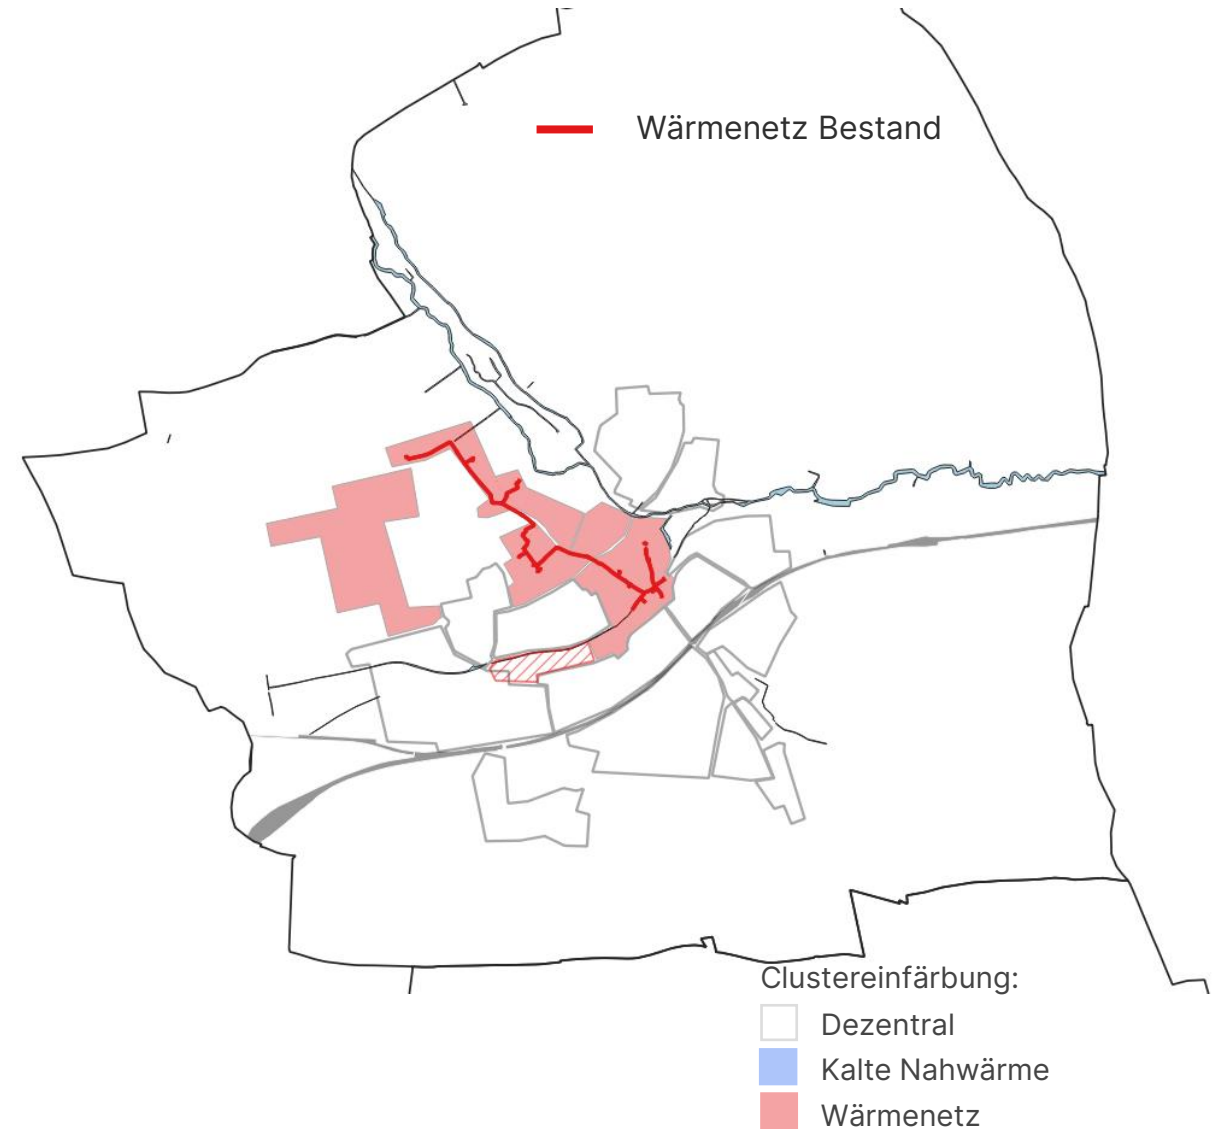 Wärmenetz Bestand
Clustereinfärbung:
Dezentral
Kalte Nahwärme
Wärmenetz